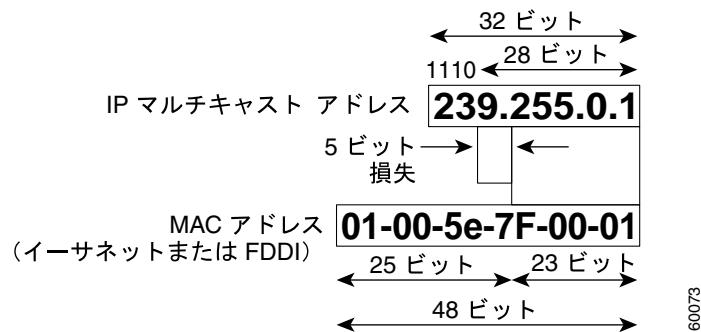 32 ビット
28 ビット
1110
IP マルチキャスト アドレス
239.255.0.1
5 ビット
損失
MAC アドレス
01-00-5e-7F-00-01
（イーサネットまたは FDDI）
25 ビット
23 ビット
48 ビット
60073